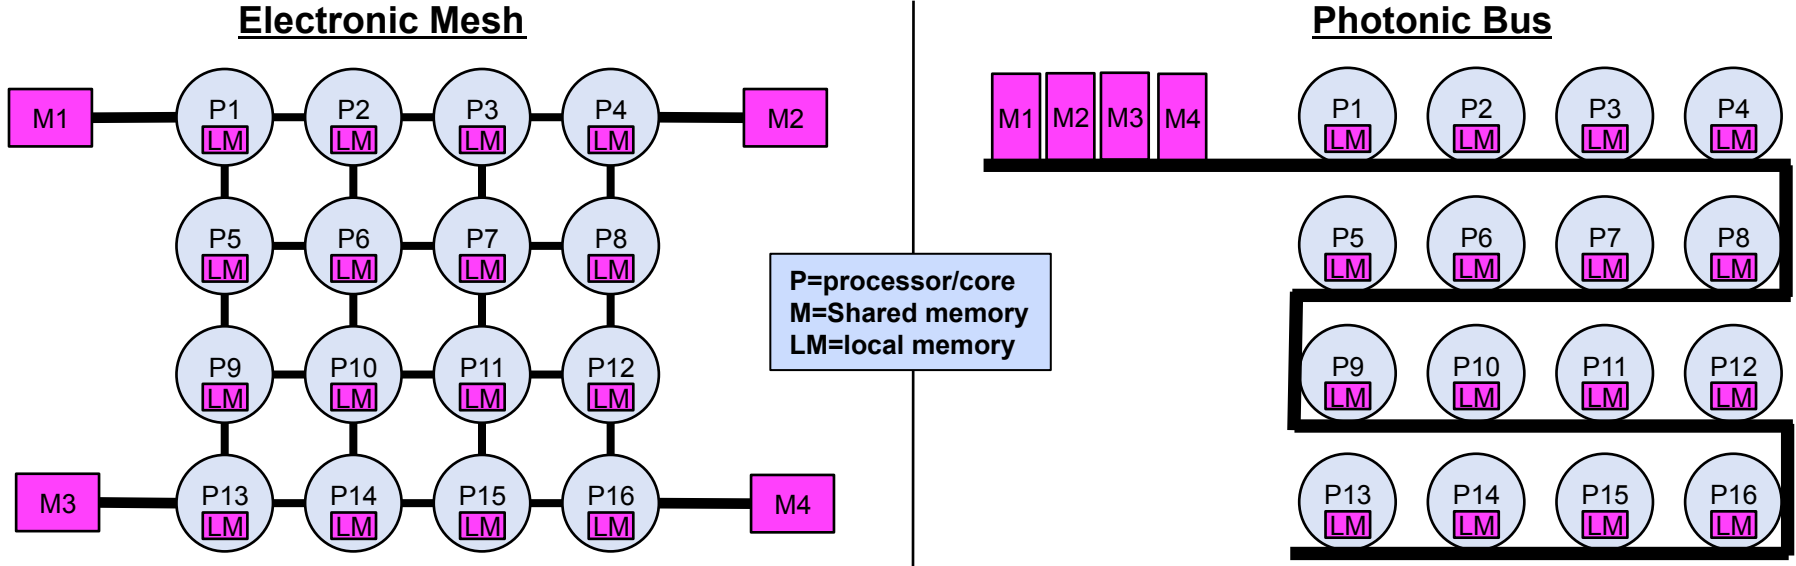 Electronic Mesh
M1
P1
LM
P2
LM
P3
LM
P4
LM
M2
P5
LM
P6
LM
P7
LM
P8
LM
P9
LM
P10
LM
P11
LM
P12
LM
M3
P13
LM
P14
LM
P15
LM
P16
LM
M4
P=processor/core
M=Shared memory
LM=local memory
Photonic Bus
M1
M2
M3
M4
P1
LM
P2
LM
P3
LM
P4
LM
P5
LM
P6
LM
P7
LM
P8
LM
P9
LM
P10
LM
P11
LM
P12
LM
P13
LM
P14
LM
P15
LM
P16
LM